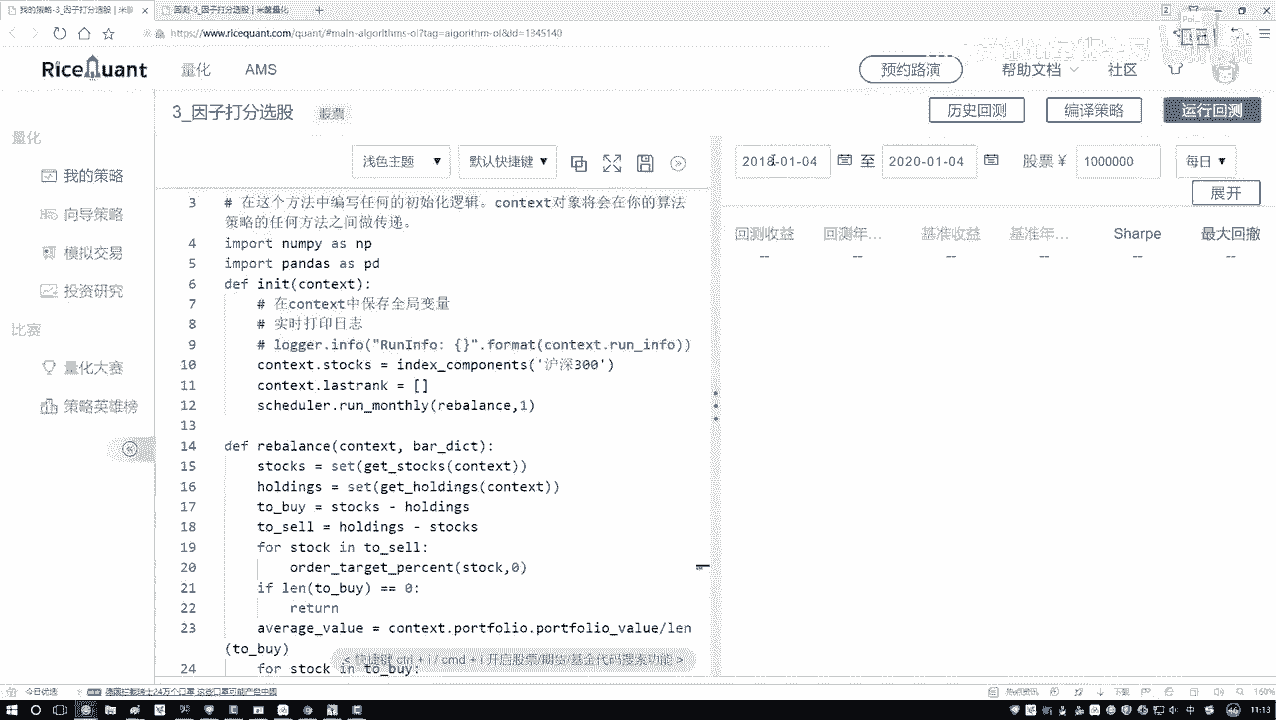 我的策略-3_因子打分选股 | 米
回测-3_因子打分选股 | 米筐量化
https://www.ricequant.com/quant/#main-algorithms-ol?tag=algorithm-ol&id=1345140
RiceQuant
量化
AMS
预约路演
帮助文档
社区
3_因子打分选股
股票
历史回测
编译策略
运行回测
量化
我的策略
向导策略
模拟交易
投资研究
比赛
量化大赛
策略英雄榜
浅色主题
默认快捷键
2018-01-04
至
2020-01-04
股票 ¥
1000000
每日
展开
回测收益
回测年...
基准收益
基准年...
Sharpe
最大回撤
--
--
--
--
--
--
3 # 在这个方法中编写任何的初始化逻辑。context对象将会在你的算法
策略的任何方法之间做传递。
4 import numpy as np
5 import pandas as pd
6 def init(context):
7 # 在context中保存全局变量
8 # 实时打印日志
9 # logger.info("RunInfo: {}".format(context.run_info))
10 context.stocks = index_components('沪深300')
11 context.lastrank = []
12 scheduler.run_monthly(rebalance,1)
13
14 def rebalance(context, bar_dict):
15 stocks = set(get_stocks(context))
16 holdings = set(get_holdings(context))
17 to_buy = stocks - holdings
18 to_sell = holdings - stocks
19 for stock in to_sell:
20 order_target_percent(stock,0)
21 if len(to_buy) == 0:
22 return
23 average_value = context.portfolio.portfolio_value/len
(to_buy)
24 for stock in to_buy:
< 快捷键 ctrl + i / cmd + i 开启股票/期货/基金代码搜索功能 >
今日优选
热点资讯
下载
160%
中
11:13